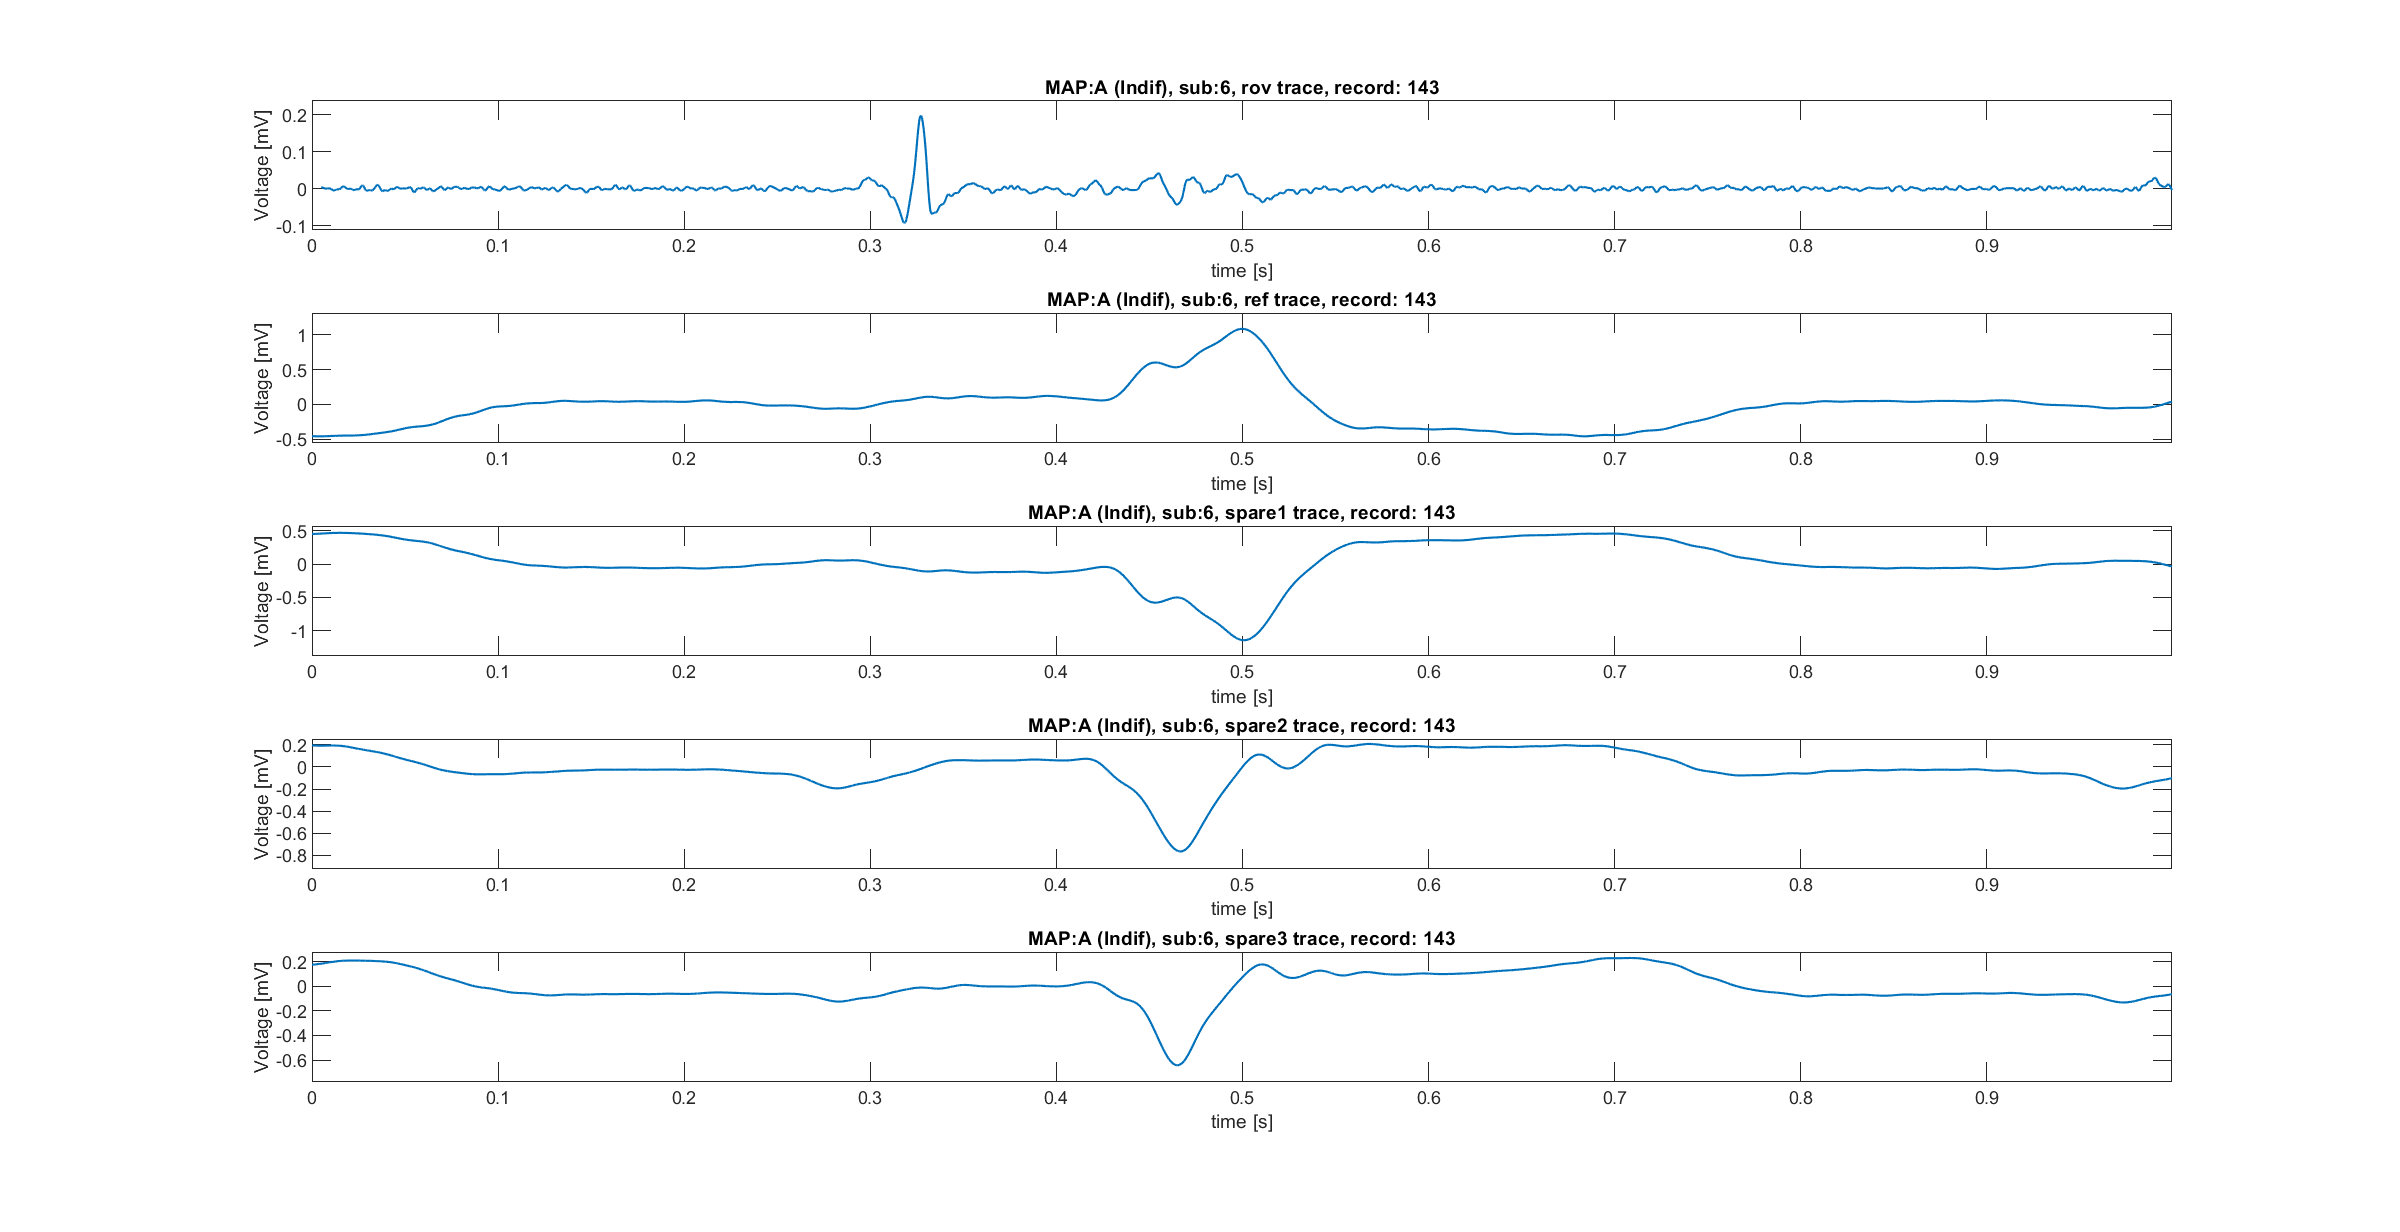 MAP:A (Indif), sub:6, rov trace, record: 143
Voltage [mV]
0.2
0.1
0
-0.1
0 0.1 0.2 0.3 0.4 0.5 0.6 0.7 0.8 0.9
time [s]
MAP:A (Indif), sub:6, ref trace, record: 143
Voltage [mV]
1
0.5
0
-0.5
0 0.1 0.2 0.3 0.4 0.5 0.6 0.7 0.8 0.9
time [s]
MAP:A (Indif), sub:6, spare1 trace, record: 143
Voltage [mV]
0.5
0
-0.5
-1
0 0.1 0.2 0.3 0.4 0.5 0.6 0.7 0.8 0.9
time [s]
MAP:A (Indif), sub:6, spare2 trace, record: 143
Voltage [mV]
0.2
0
-0.2
-0.4
-0.6
-0.8
0 0.1 0.2 0.3 0.4 0.5 0.6 0.7 0.8 0.9
time [s]
MAP:A (Indif), sub:6, spare3 trace, record: 143
Voltage [mV]
0.2
0
-0.2
-0.4
-0.6
0 0.1 0.2 0.3 0.4 0.5 0.6 0.7 0.8 0.9
time [s]